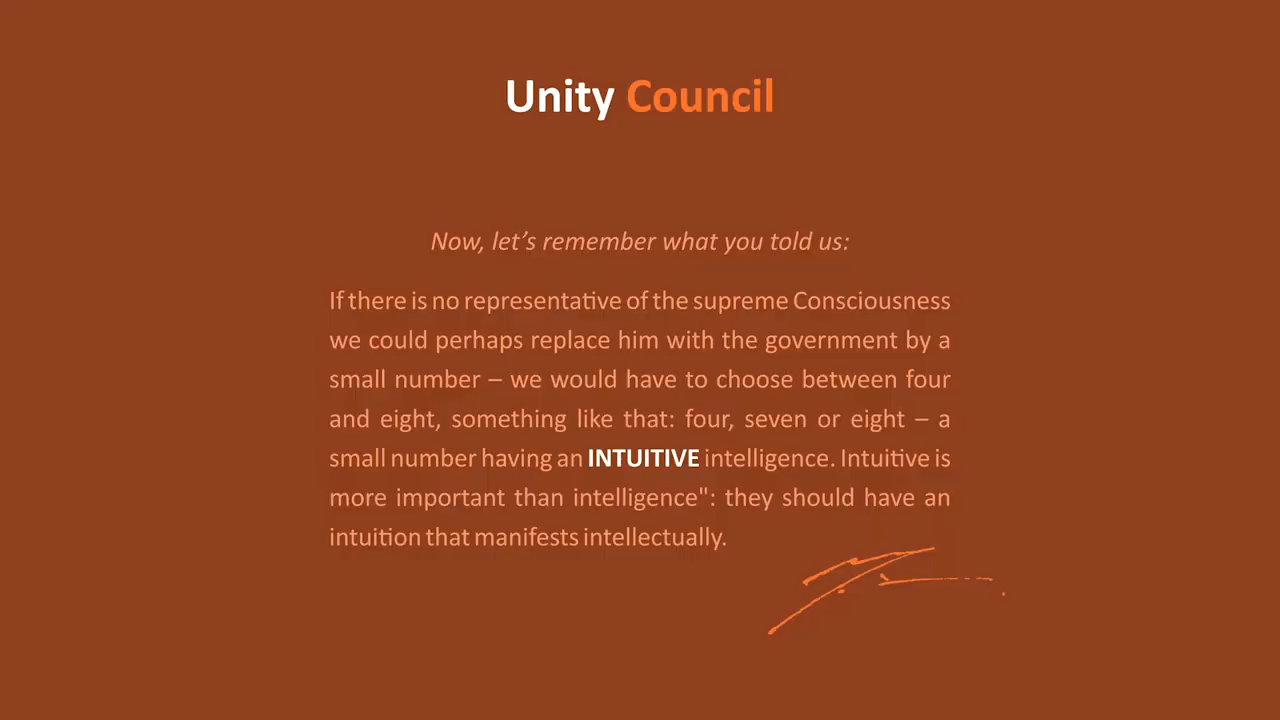 Unity Council
Now, let’s remember what you told us:
If there is no representative of the supreme Consciousness
we could perhaps replace him with the government by a
small number – we would have to choose between four
and eight, something like that: four, seven or eight – a
small number having an INTUITIVE intelligence. Intuitive is
more important than intelligence": they should have an
intuition that manifests intellectually.